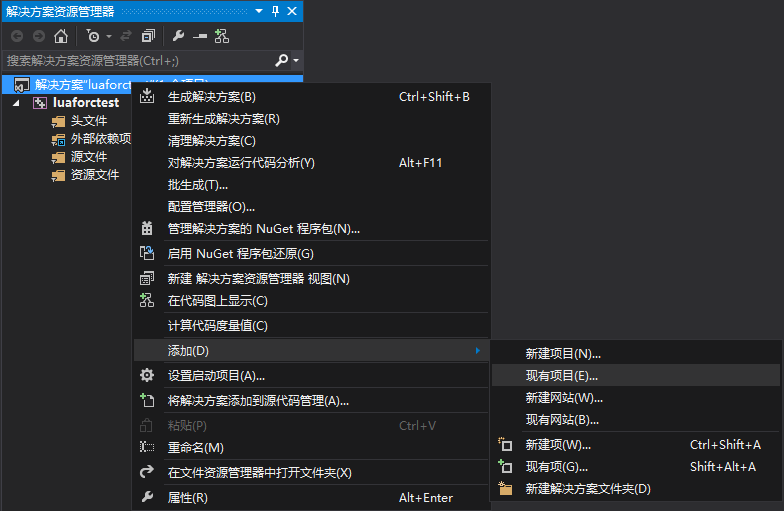 解决方案资源管理器
搜索解决方案资源管理器(Ctrl+;)
解决方案"luaforc
luaforctest
头文件
外部依赖项
源文件
资源文件
生成解决方案(B) Ctrl+Shift+B
重新生成解决方案(R)
清理解决方案(C)
对解决方案运行代码分析(Y) Alt+F11
批生成(T)...
配置管理器(O)...
管理解决方案的 NuGet 程序包(N)...
启用 NuGet 程序包还原(G)
新建 解决方案资源管理器 视图(N)
在代码图上显示(C)
计算代码度量值(C)
添加(D)
设置启动项目(A)...
将解决方案添加到源代码管理(A)...
粘贴(P) Ctrl+V
重命名(M)
在文件资源管理器中打开文件夹(X)
属性(R) Alt+Enter
新建项目(N)...
现有项目(E)...
新建网站(W)...
现有网站(B)...
新建项(W)... Ctrl+Shift+A
现有项(G)... Shift+Alt+A
新建解决方案文件夹(D)